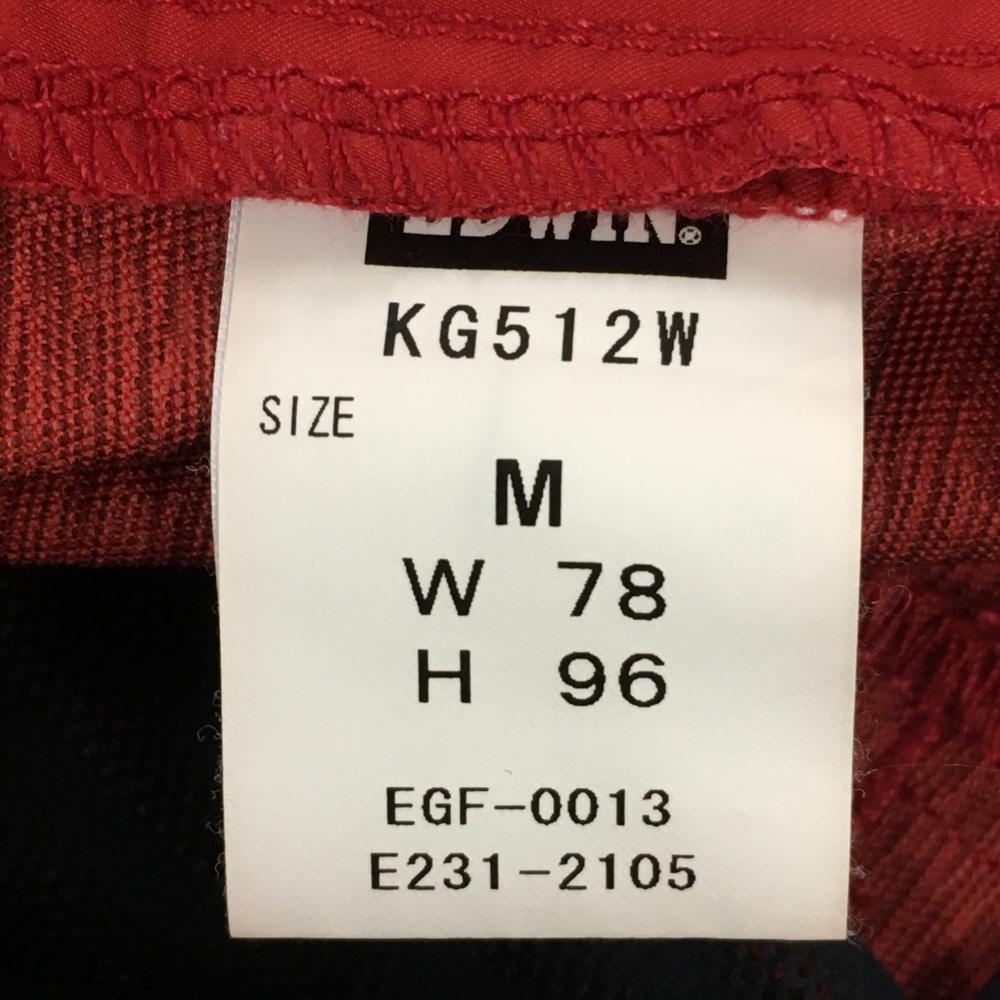 EDWIN®
KG512W
SIZE
M
W 78
H 96
EGF-0013
E231-2105